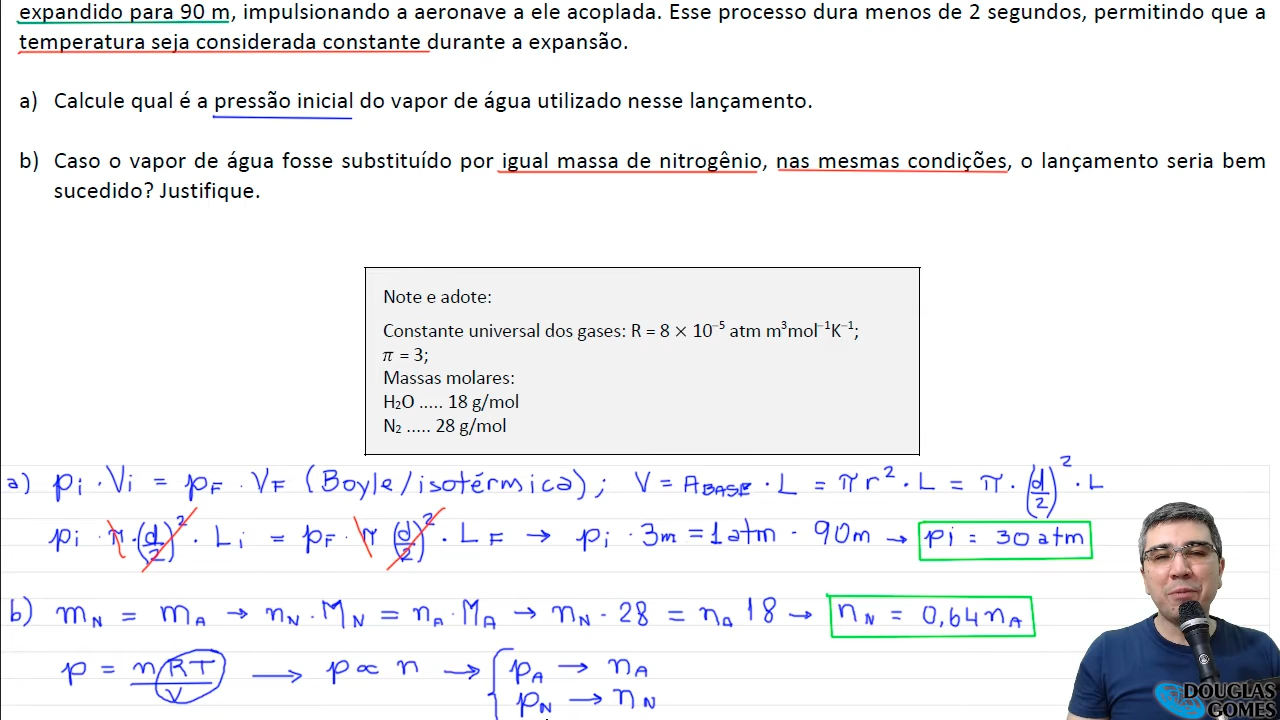 expandido para 90 m, impulsionando a aeronave a ele acoplada. Esse processo dura menos de 2 segundos, permitindo que a
temperatura seja considerada constante durante a expansão.
a) Calcule qual é a pressão inicial do vapor de água utilizado nesse lançamento.
b) Caso o vapor de água fosse substituído por igual massa de nitrogênio, nas mesmas condições, o lançamento seria bem
sucedido? Justifique.
Note e adote:
Constante universal dos gases: R = 8 × 10⁻⁵ atm m³mol⁻¹K⁻¹;
π = 3;
Massas molares:
H₂O ..... 18 g/mol
N₂ ..... 28 g/mol
a) pi · Vi = pF · VF (Boyle/isotérmica); V = ABASE · L = πr² · L = π · (d/2)² · L
pi · π · (d/2)² · Li = pF · π (d/2)² · LF → pi · 3m = 1atm · 90m → pi = 30 atm
b) mN = mA → nN · MN = nA · MA → nN · 28 = nA 18 → nN = 0,64 nA
p = nRT/V → p ∝ n → { pA → nA
pN → nN
DOUGLAS
GOMES